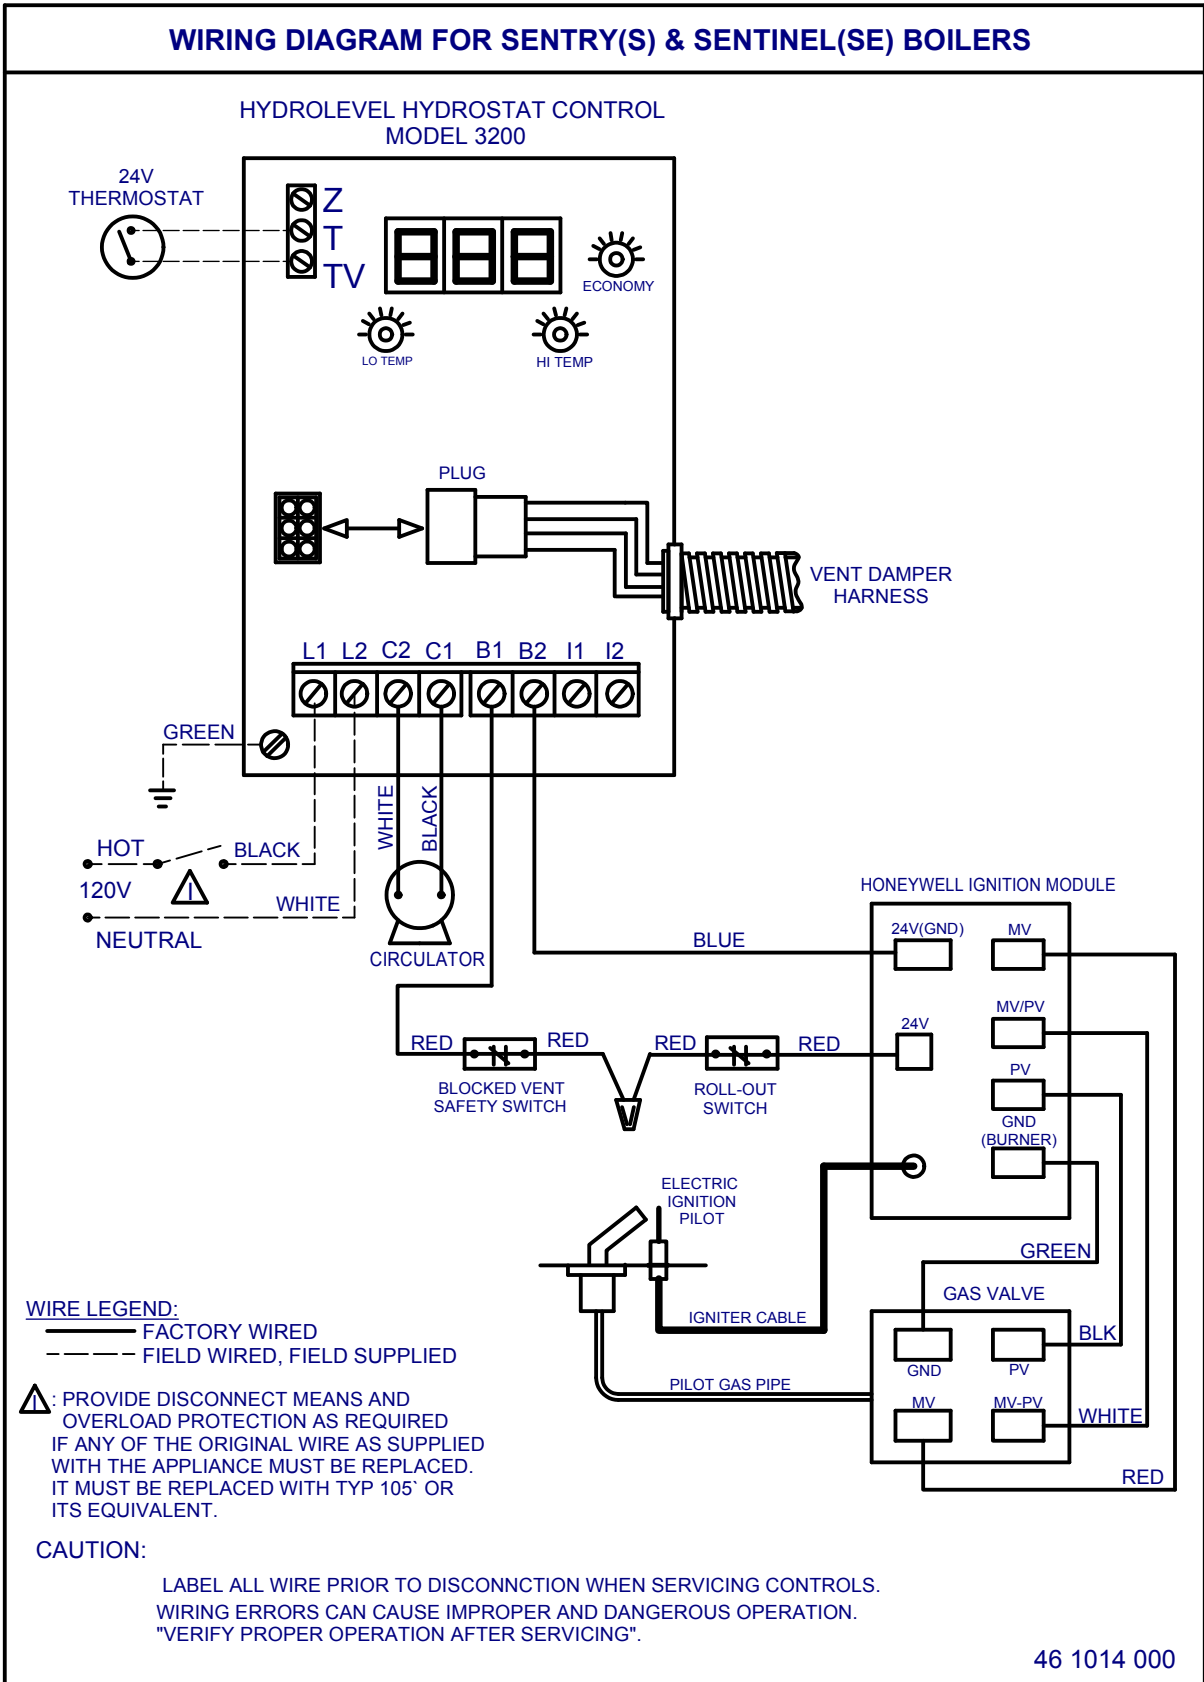 WIRING DIAGRAM FOR SENTRY(S) & SENTINEL(SE) BOILERS
HYDROLEVEL HYDROSTAT CONTROL
MODEL 3200
24V
THERMOSTAT
Z
T
TV
888
ECONOMY
LO TEMP
HI TEMP
PLUG
VENT DAMPER
HARNESS
L1 L2 C2 C1 B1 B2 I1 I2
GREEN
WHITE
BLACK
HOT
BLACK
120V
I
WHITE
NEUTRAL
CIRCULATOR
HONEYWELL IGNITION MODULE
24V(GND)
MV
BLUE
MV/PV
24V
RED
RED
RED
RED
BLOCKED VENT
SAFETY SWITCH
ROLL-OUT
SWITCH
PV
GND
(BURNER)
ELECTRIC
IGNITION
PILOT
GREEN
GAS VALVE
IGNITER CABLE
BLK
GND
PV
PILOT GAS PIPE
MV
MV-PV
WHITE
RED
WIRE LEGEND:
FACTORY WIRED
FIELD WIRED, FIELD SUPPLIED
I : PROVIDE DISCONNECT MEANS AND
OVERLOAD PROTECTION AS REQUIRED
IF ANY OF THE ORIGINAL WIRE AS SUPPLIED
WITH THE APPLIANCE MUST BE REPLACED.
IT MUST BE REPLACED WITH TYP 105` OR
ITS EQUIVALENT.
CAUTION:
LABEL ALL WIRE PRIOR TO DISCONNCTION WHEN SERVICING CONTROLS.
WIRING ERRORS CAN CAUSE IMPROPER AND DANGEROUS OPERATION.
"VERIFY PROPER OPERATION AFTER SERVICING".
46 1014 000